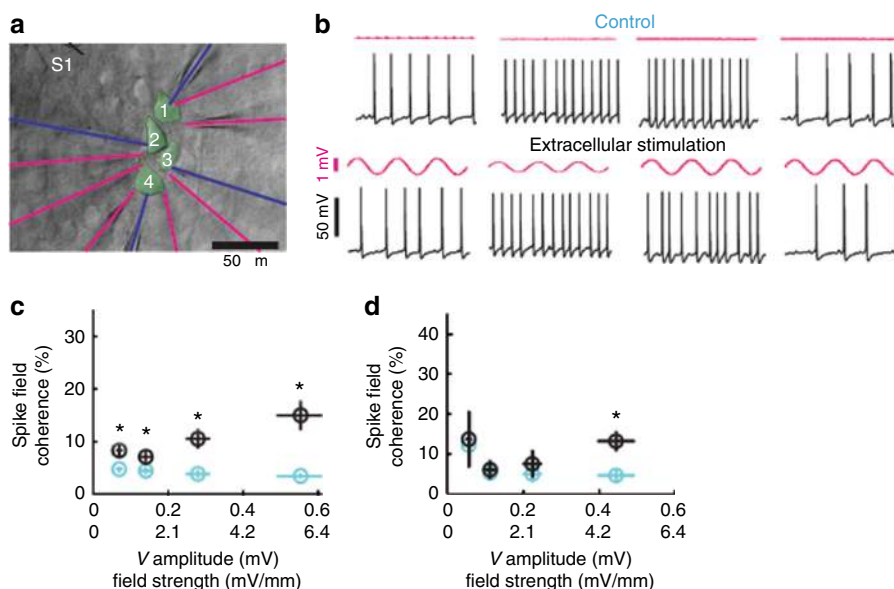 a
S1
1
2
3
4
50 m
b
Control
Extracellular stimulation
1 mV
50 mV
c
Spike field
coherence (%)
30
20
10
0
0 0.2 0.2 0.6
0 2.1 4.2 6.4
V amplitude (mV)
field strength (mV/mm)
* * * *
d
Spike field
coherence (%)
40
30
20
10
0
0 0.2 0.2 0.6
0 2.1 4.2 6.4
V amplitude (mV)
field strength (mV/mm)
*